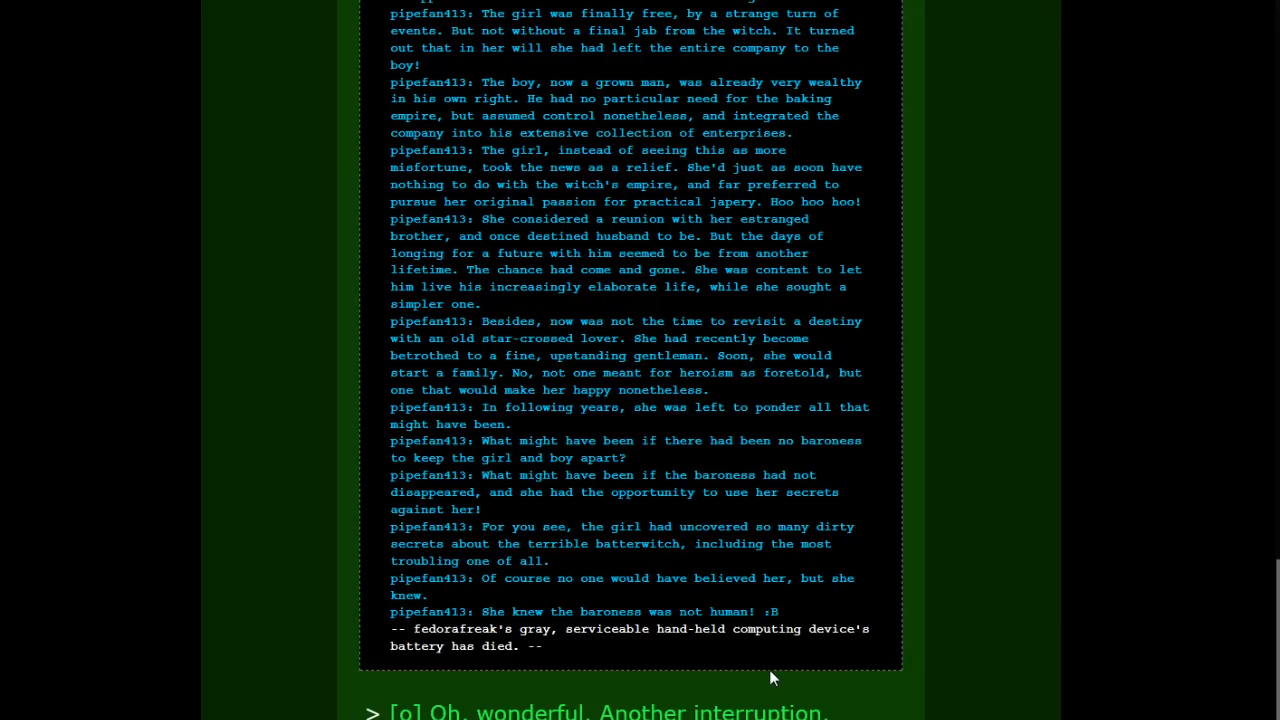 pipefan413: The girl was finally free, by a strange turn of
events. But not without a final jab from the witch. It turned
out that in her will she had left the entire company to the
boy!
pipefan413: The boy, now a grown man, was already very wealthy
in his own right. He had no particular need for the baking
empire, but assumed control nonetheless, and integrated the
company into his extensive collection of enterprises.
pipefan413: The girl, instead of seeing this as more
misfortune, took the news as a relief. She'd just as soon have
nothing to do with the witch's empire, and far preferred to
pursue her original passion for practical japery. Hoo hoo hoo!
pipefan413: She considered a reunion with her estranged
brother, and once destined husband to be. But the days of
longing for a future with him seemed to be from another
lifetime. The chance had come and gone. She was content to let
him live his increasingly elaborate life, while she sought a
simpler one.
pipefan413: Besides, now was not the time to revisit a destiny
with an old star-crossed lover. She had recently become
betrothed to a fine, upstanding gentleman. Soon, she would
start a family. No, not one meant for heroism as foretold, but
one that would make her happy nonetheless.
pipefan413: In following years, she was left to ponder all that
might have been.
pipefan413: What might have been if there had been no baroness
to keep the girl and boy apart?
pipefan413: What might have been if the baroness had not
disappeared, and she had the opportunity to use her secrets
against her!
pipefan413: For you see, the girl had uncovered so many dirty
secrets about the terrible batterwitch, including the most
troubling one of all.
pipefan413: Of course no one would have believed her, but she
knew.
pipefan413: She knew the baroness was not human! :B
-- fedorafreak's gray, serviceable hand-held computing device's
battery has died. --
> [o] Oh, wonderful. Another interruption.